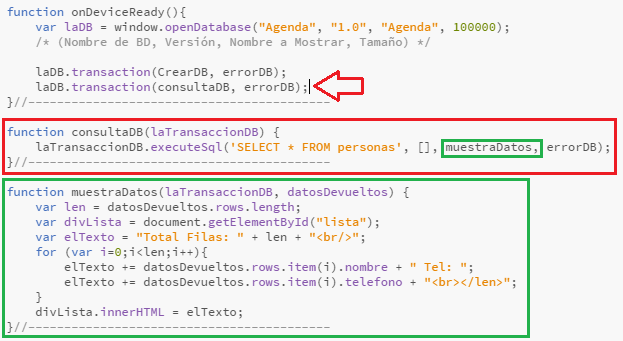 function onDeviceReady(){
    var laDB = window.openDatabase("Agenda", "1.0", "Agenda", 100000);
    /* (Nombre de BD, Versión, Nombre a Mostrar, Tamaño) */
    laDB.transaction(CrearDB, errorDB);
    laDB.transaction(consultaDB, errorDB);
}//----------------------------------------
function consultaDB(laTransaccionDB) {
    laTransaccionDB.executeSql('SELECT * FROM personas', [], muestraDatos, errorDB);
}//----------------------------------------
function muestraDatos(laTransaccionDB, datosDevueltos) {
    var len = datosDevueltos.rows.length;
    var divLista = document.getElementById("lista");
    var elTexto = "Total Filas: " + len + "<br/>";
    for (var i=0;i<len;i++){
        elTexto += datosDevueltos.rows.item(i).nombre + " Tel: ";
        elTexto += datosDevueltos.rows.item(i).telefono + "<br></len>";
    }
    divLista.innerHTML = elTexto;
}//----------------------------------------